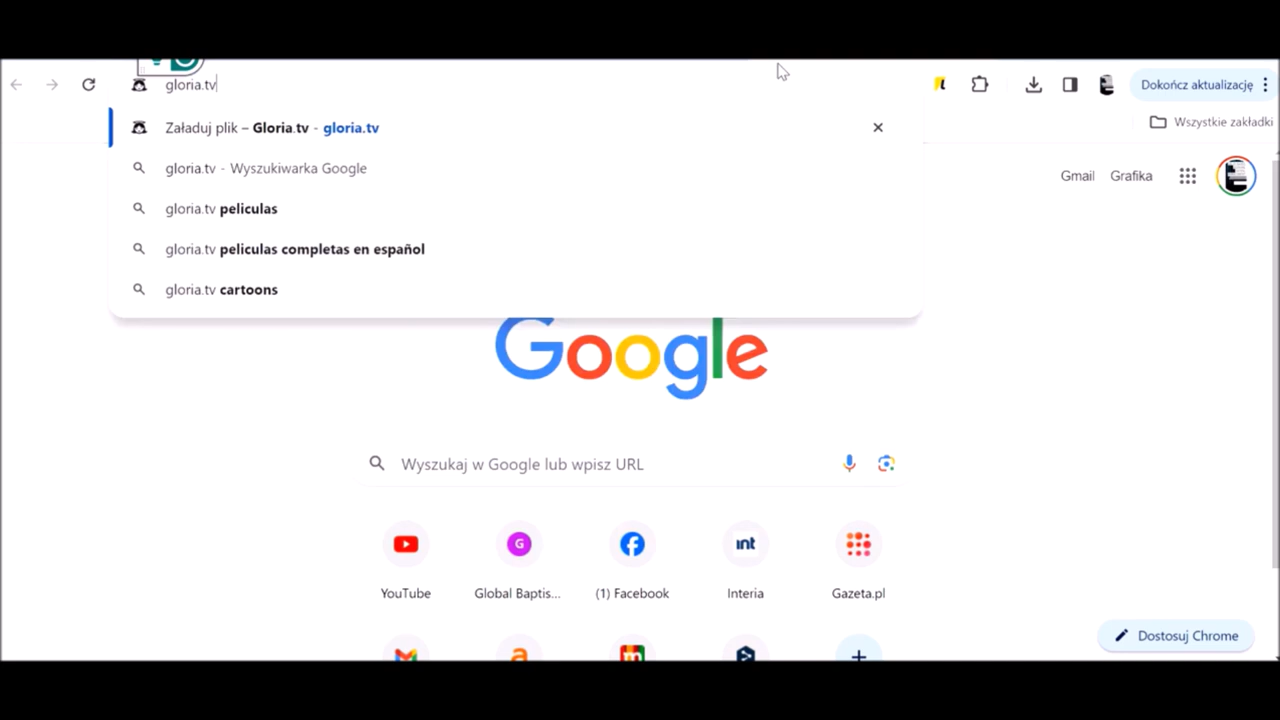 gloria.tv
Dokończ aktualizację
Załaduj plik – Gloria.tv - gloria.tv
Wszystkie zakładki
gloria.tv - Wyszukiwarka Google
Gmail Grafika
gloria.tv peliculas
gloria.tv peliculas completas en español
gloria.tv cartoons
Google
Wyszukaj w Google lub wpisz URL
G
int
YouTube
Global Baptis...
(1) Facebook
Interia
Gazeta.pl
Dostosuj Chrome